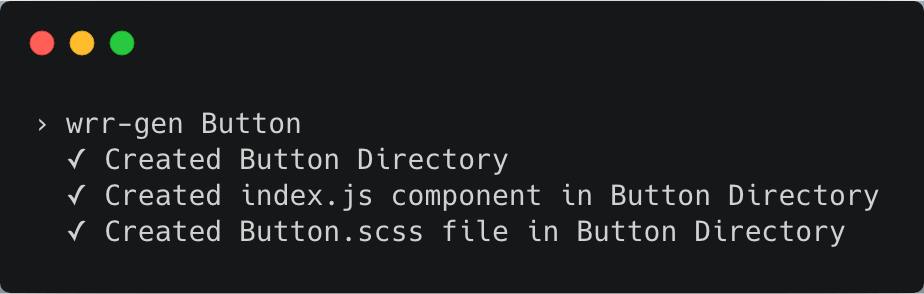 › wrr-gen Button
✓ Created Button Directory
✓ Created index.js component in Button Directory
✓ Created Button.scss file in Button Directory